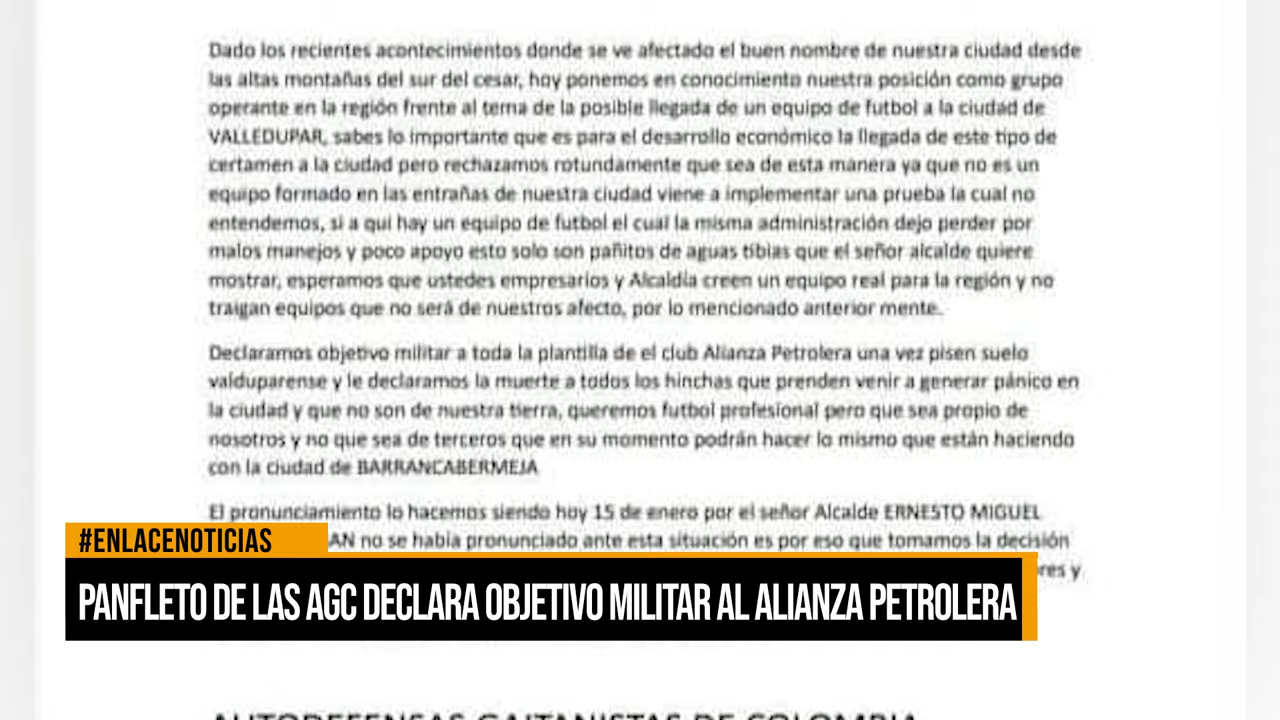 Dado los recientes acontecimientos donde se ve afectado el buen nombre de nuestra ciudad desde
las altas montañas del sur del cesar, hoy ponemos en conocimiento nuestra posición como grupo
operante en la región frente al tema de la posible llegada de un equipo de futbol a la ciudad de
VALLEDUPAR, sabes lo importante que es para el desarrollo económico la llegada de este tipo de
certamen a la ciudad pero rechazamos rotundamente que sea de esta manera ya que no es un
equipo formado en las entrañas de nuestra ciudad viene a implementar una prueba la cual no
entendemos, si a qui hay un equipo de futbol el cual la misma administración dejo perder por
malos manejos y poco apoyo esto solo son pañitos de aguas tibias que el señor alcalde quiere
mostrar, esperamos que ustedes empresarios y Alcaldía creen un equipo real para la región y no
traigan equipos que no será de nuestros afecto, por lo mencionado anterior mente.
Declaramos objetivo militar a toda la plantilla de el club Alianza Petrolera una vez pisen suelo
valduparense y le declaramos la muerte a todos los hinchas que prenden venir a generar pánico en
la ciudad y que no son de nuestra tierra, queremos futbol profesional pero que sea propio de
nosotros y no que sea de terceros que en su momento podrán hacer lo mismo que están haciendo
con la ciudad de BARRANCABERMEJA
El pronunciamiento lo hacemos siendo hoy 15 de enero por el señor Alcalde ERNESTO MIGUEL
#ENLACENOTICIAS
AN no se había pronunciado ante esta situación es por eso que tomamos la decisión
res y
PANFLETO DE LAS AGC DECLARA OBJETIVO MILITAR AL ALIANZA PETROLERA
AUTODEFENSAS GAITANISTAS DE COLOMBIA